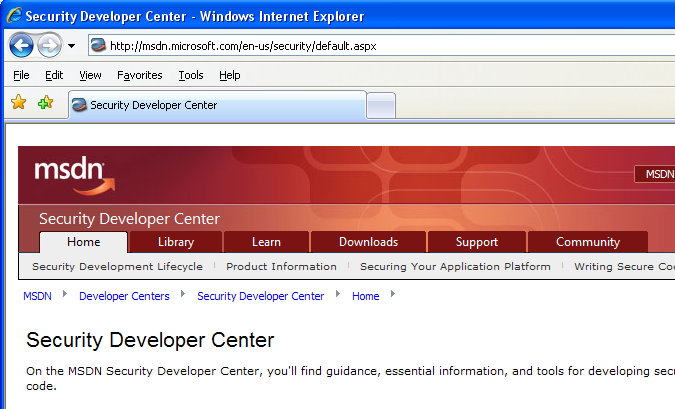 Security Developer Center - Windows Internet Explorer
http://msdn.microsoft.com/en-us/security/default.aspx
File Edit View Favorites Tools Help
Security Developer Center
msdn
MSDN
Security Developer Center
Home Library Learn Downloads Support Community
Security Development Lifecycle Product Information Securing Your Application Platform Writing Secure
MSDN Developer Centers Security Developer Center Home
Security Developer Center
On the MSDN Security Developer Center, you'll find guidance, essential information, and tools for developing
code.